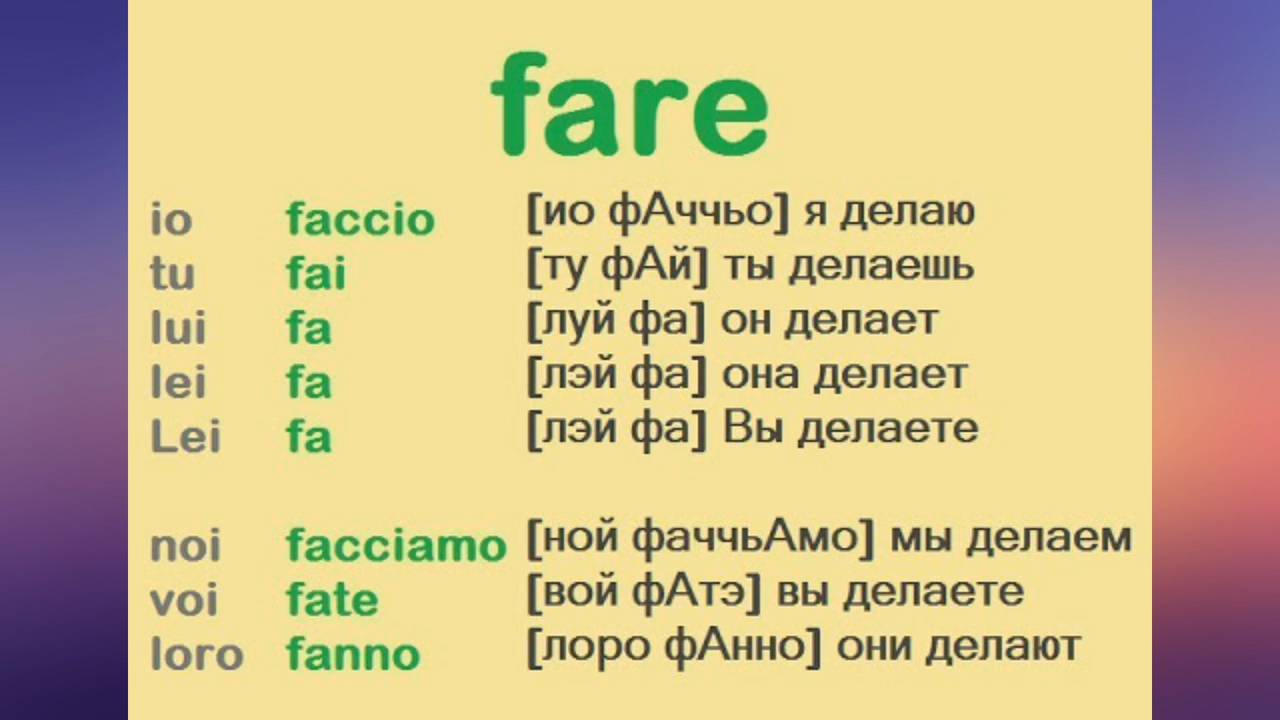 fare
io faccio [ио фАччьо] я делаю
tu fai [ту фАй] ты делаешь
lui fa [луй фа] он делает
lei fa [лэй фа] она делает
Lei fa [лэй фа] Вы делаете
noi facciamo [ной фаччьАмо] мы делаем
voi fate [вой фАтэ] вы делаете
loro fanno [лоро фАнно] они делают